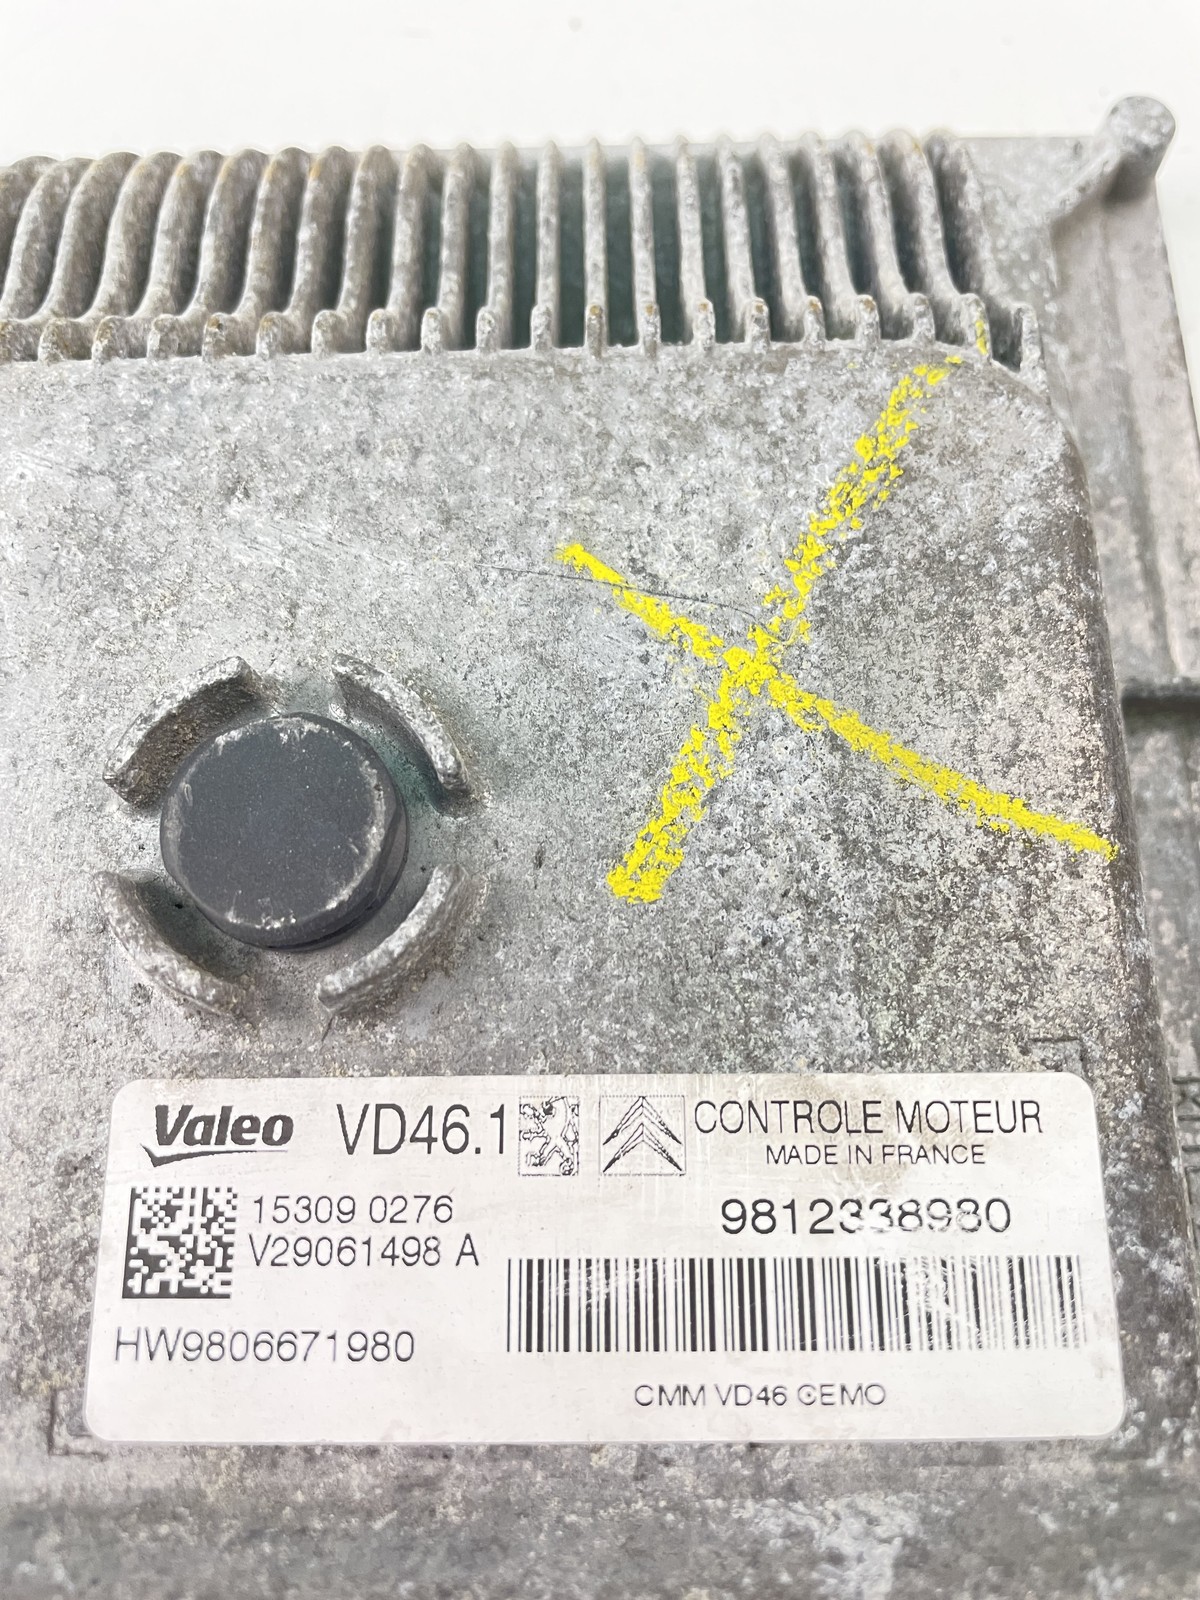 Valeo VD46.1 CONTROLE MOTEUR
MADE IN FRANCE
15309 0276
V29061498 A
9812338980
HW9806671980
CMM VD46 CEMO